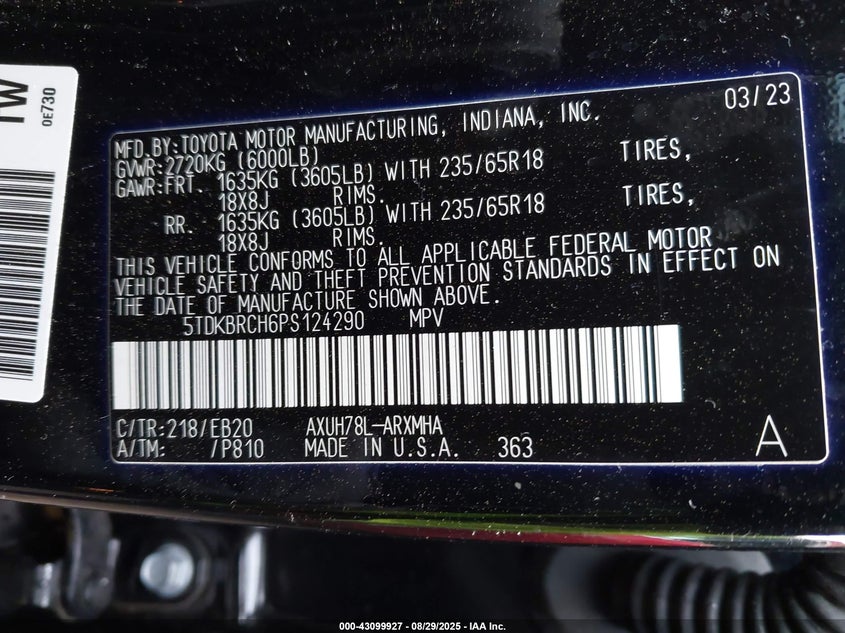 TW
0E730
03/23
MFD.BY:TOYOTA MOTOR MANUFACTURING, INDIANA, INC.
GVWR:2720KG (6000LB)
GAWR:FRT. 1635KG (3605LB) WITH 235/65R18 TIRES,
18X8J RIMS.
RR. 1635KG (3605LB) WITH 235/65R18 TIRES,
18X8J RIMS.
THIS VEHICLE CONFORMS TO ALL APPLICABLE FEDERAL MOTOR
VEHICLE SAFETY AND THEFT PREVENTION STANDARDS IN EFFECT ON
THE DATE OF MANUFACTURE SHOWN ABOVE.
5TDKBRCH6PS124290 MPV
C/TR:218/EB20 AXUH78L-ARXMHA
A/TM: /P810 MADE IN U.S.A. 363 A
000-43099927 - 08/29/2025 - IAA Inc.